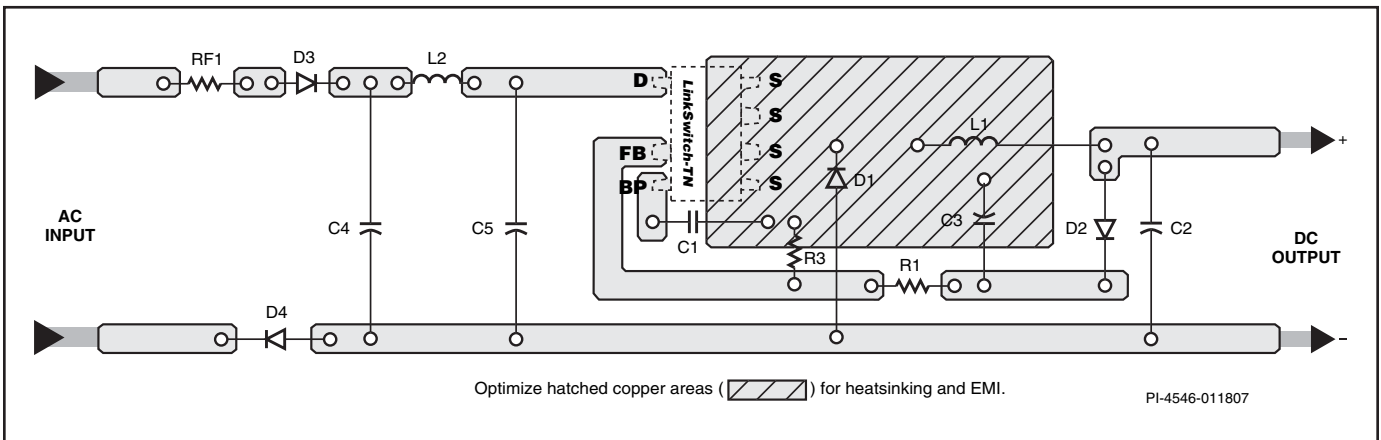 RF1
D3
L2
D
S
LinkSwitch-TN
S
L1
+
FB
S
BP
S
D1
AC
INPUT
C4
C5
C1
C3
D2
C2
DC
OUTPUT
R3
R1
D4
–
Optimize hatched copper areas ( ) for heatsinking and EMI.
PI-4546-011807